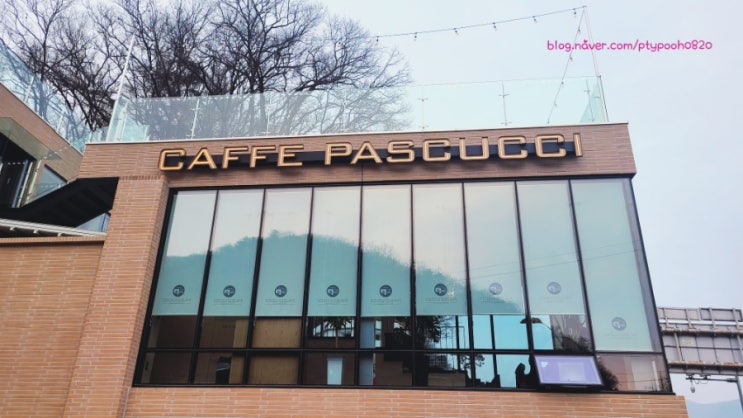 blog.naver.com/ptypooh0820
CAFFE PASCUCCI